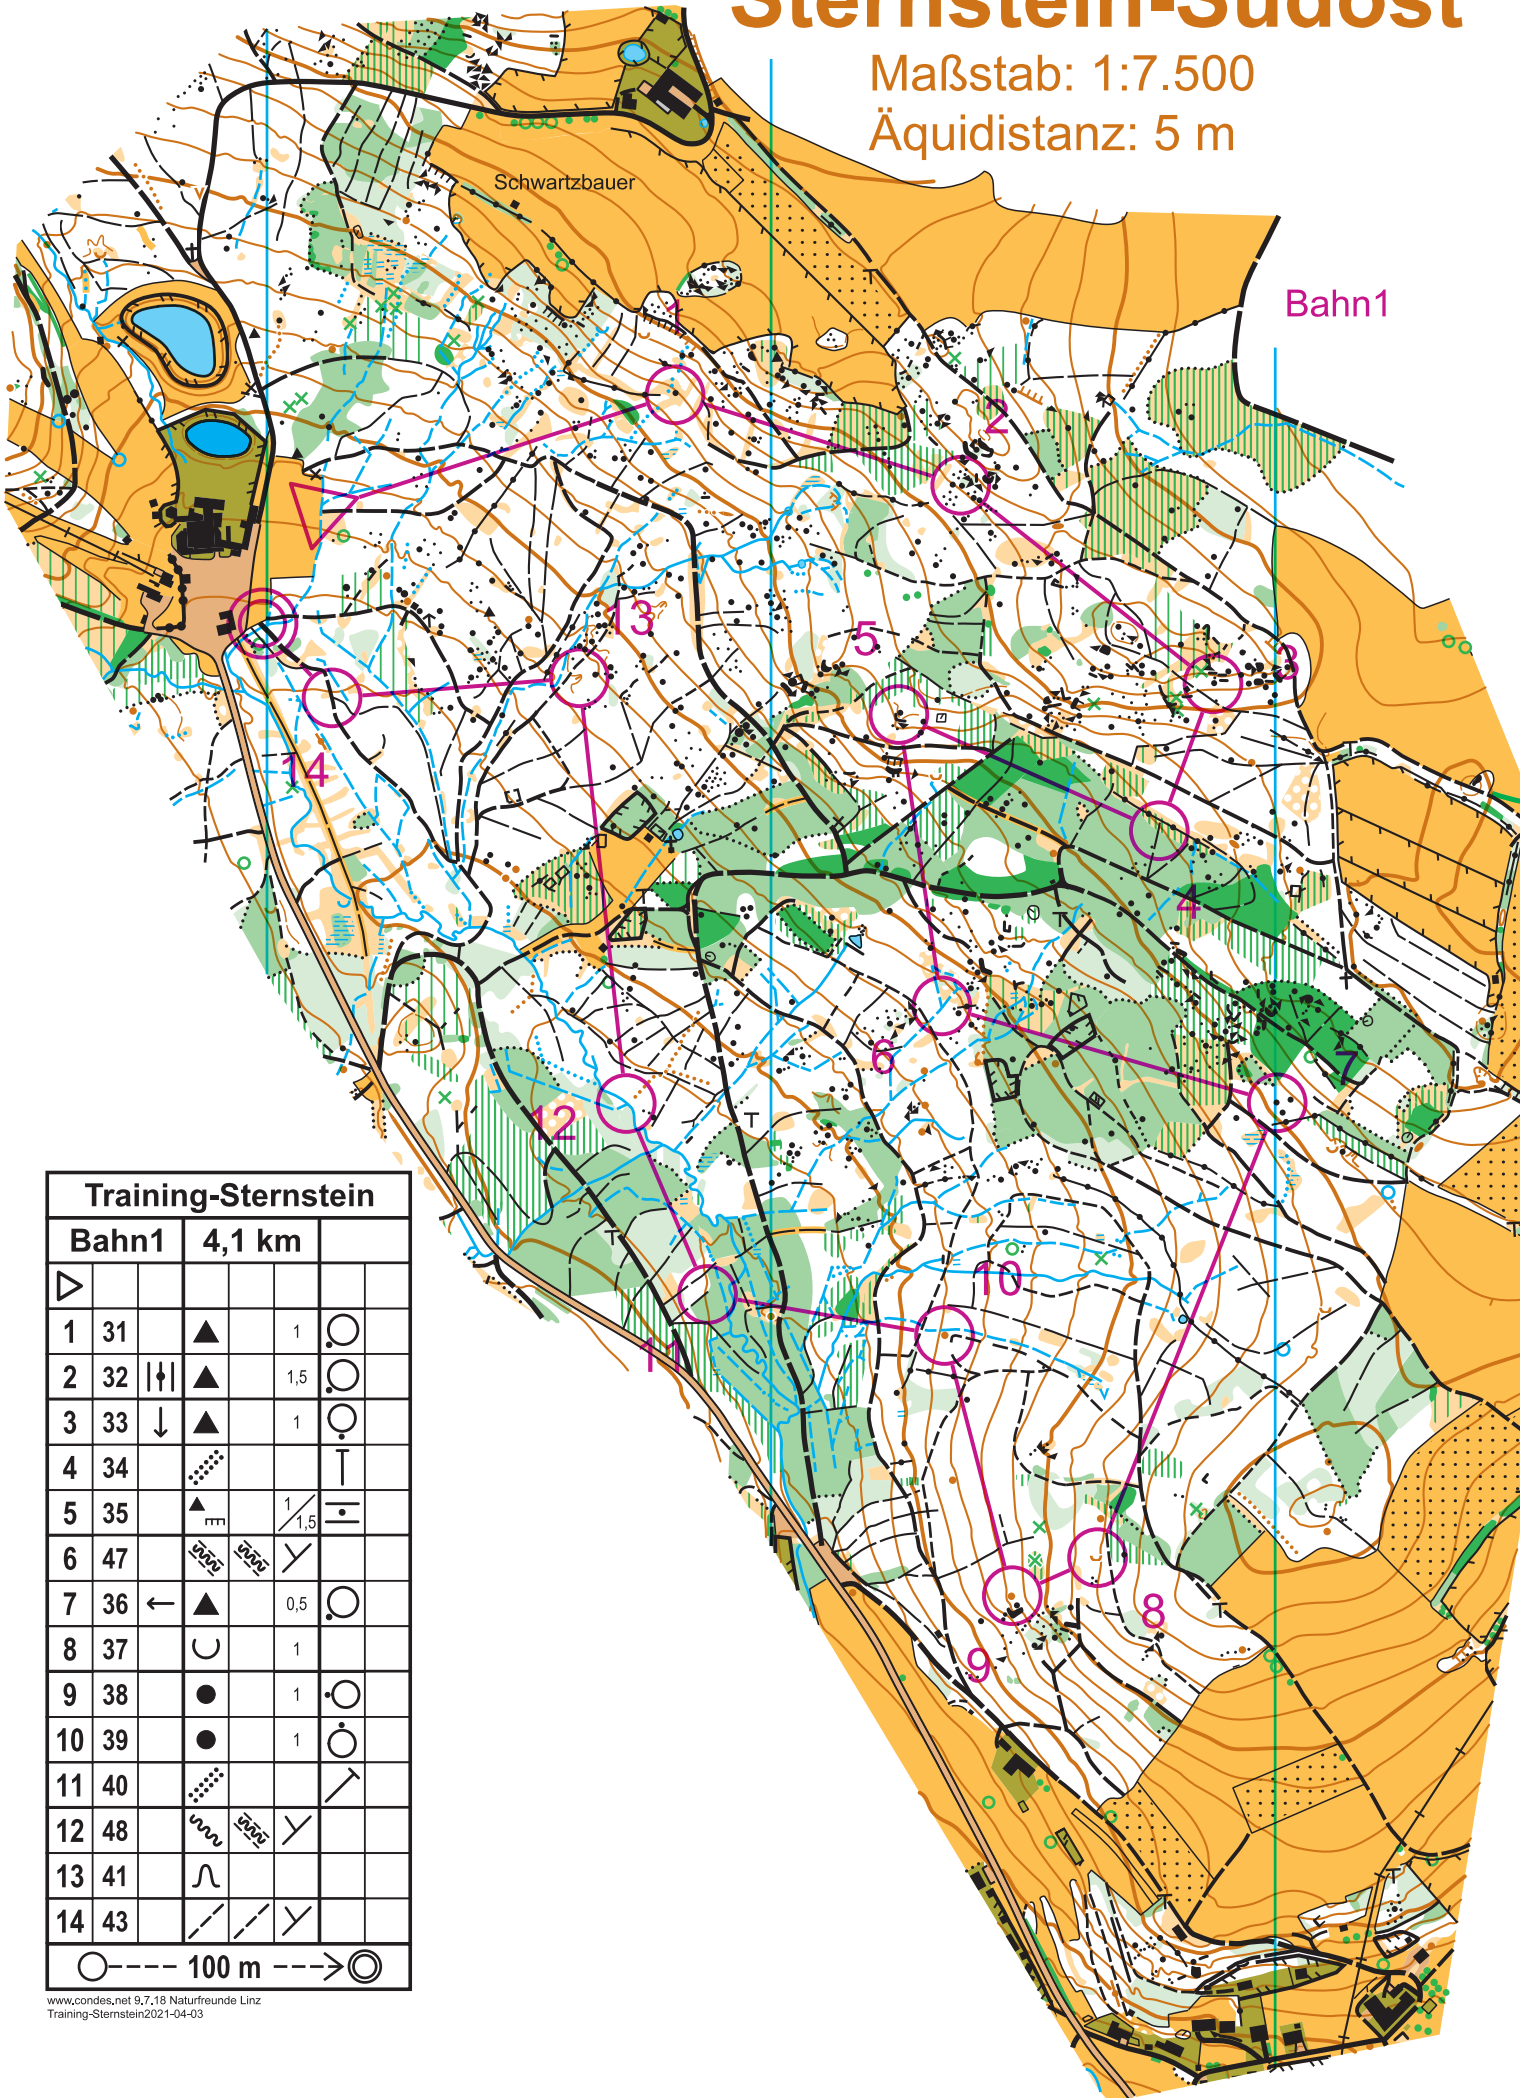 Sternstein-Südost
Maßstab: 1:7.500
Äquidistanz: 5 m
Schwartzbauer
Bahn1
1
2
3
13
5
14
4
6
7
12
10
11
8
9
Training-Sternstein
Bahn1 4,1 km
1 31 1
2 32 1,5
3 33 1
4 34
5 35 1/1,5
6 47
7 36 0,5
8 37 1
9 38 1
10 39 1
11 40
12 48
13 41
14 43
100 m
www.condes.net 9.7.18 Naturfreunde Linz
Training-Sternstein2021-04-03